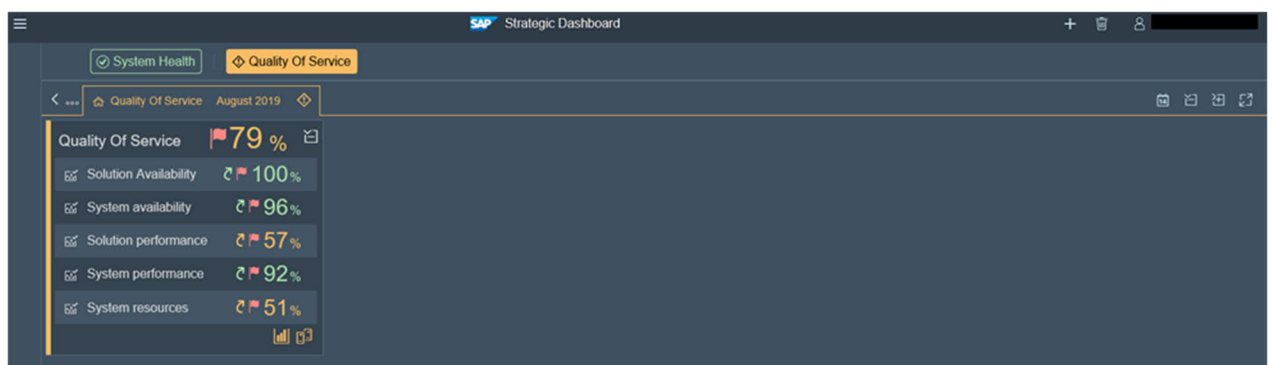 SAP Strategic Dashboard
System Health Quality Of Service
... Quality Of Service August 2019
14
Quality Of Service 79 %
Solution Availability 100%
System availability 96%
Solution performance 57%
System performance 92%
System resources 51%